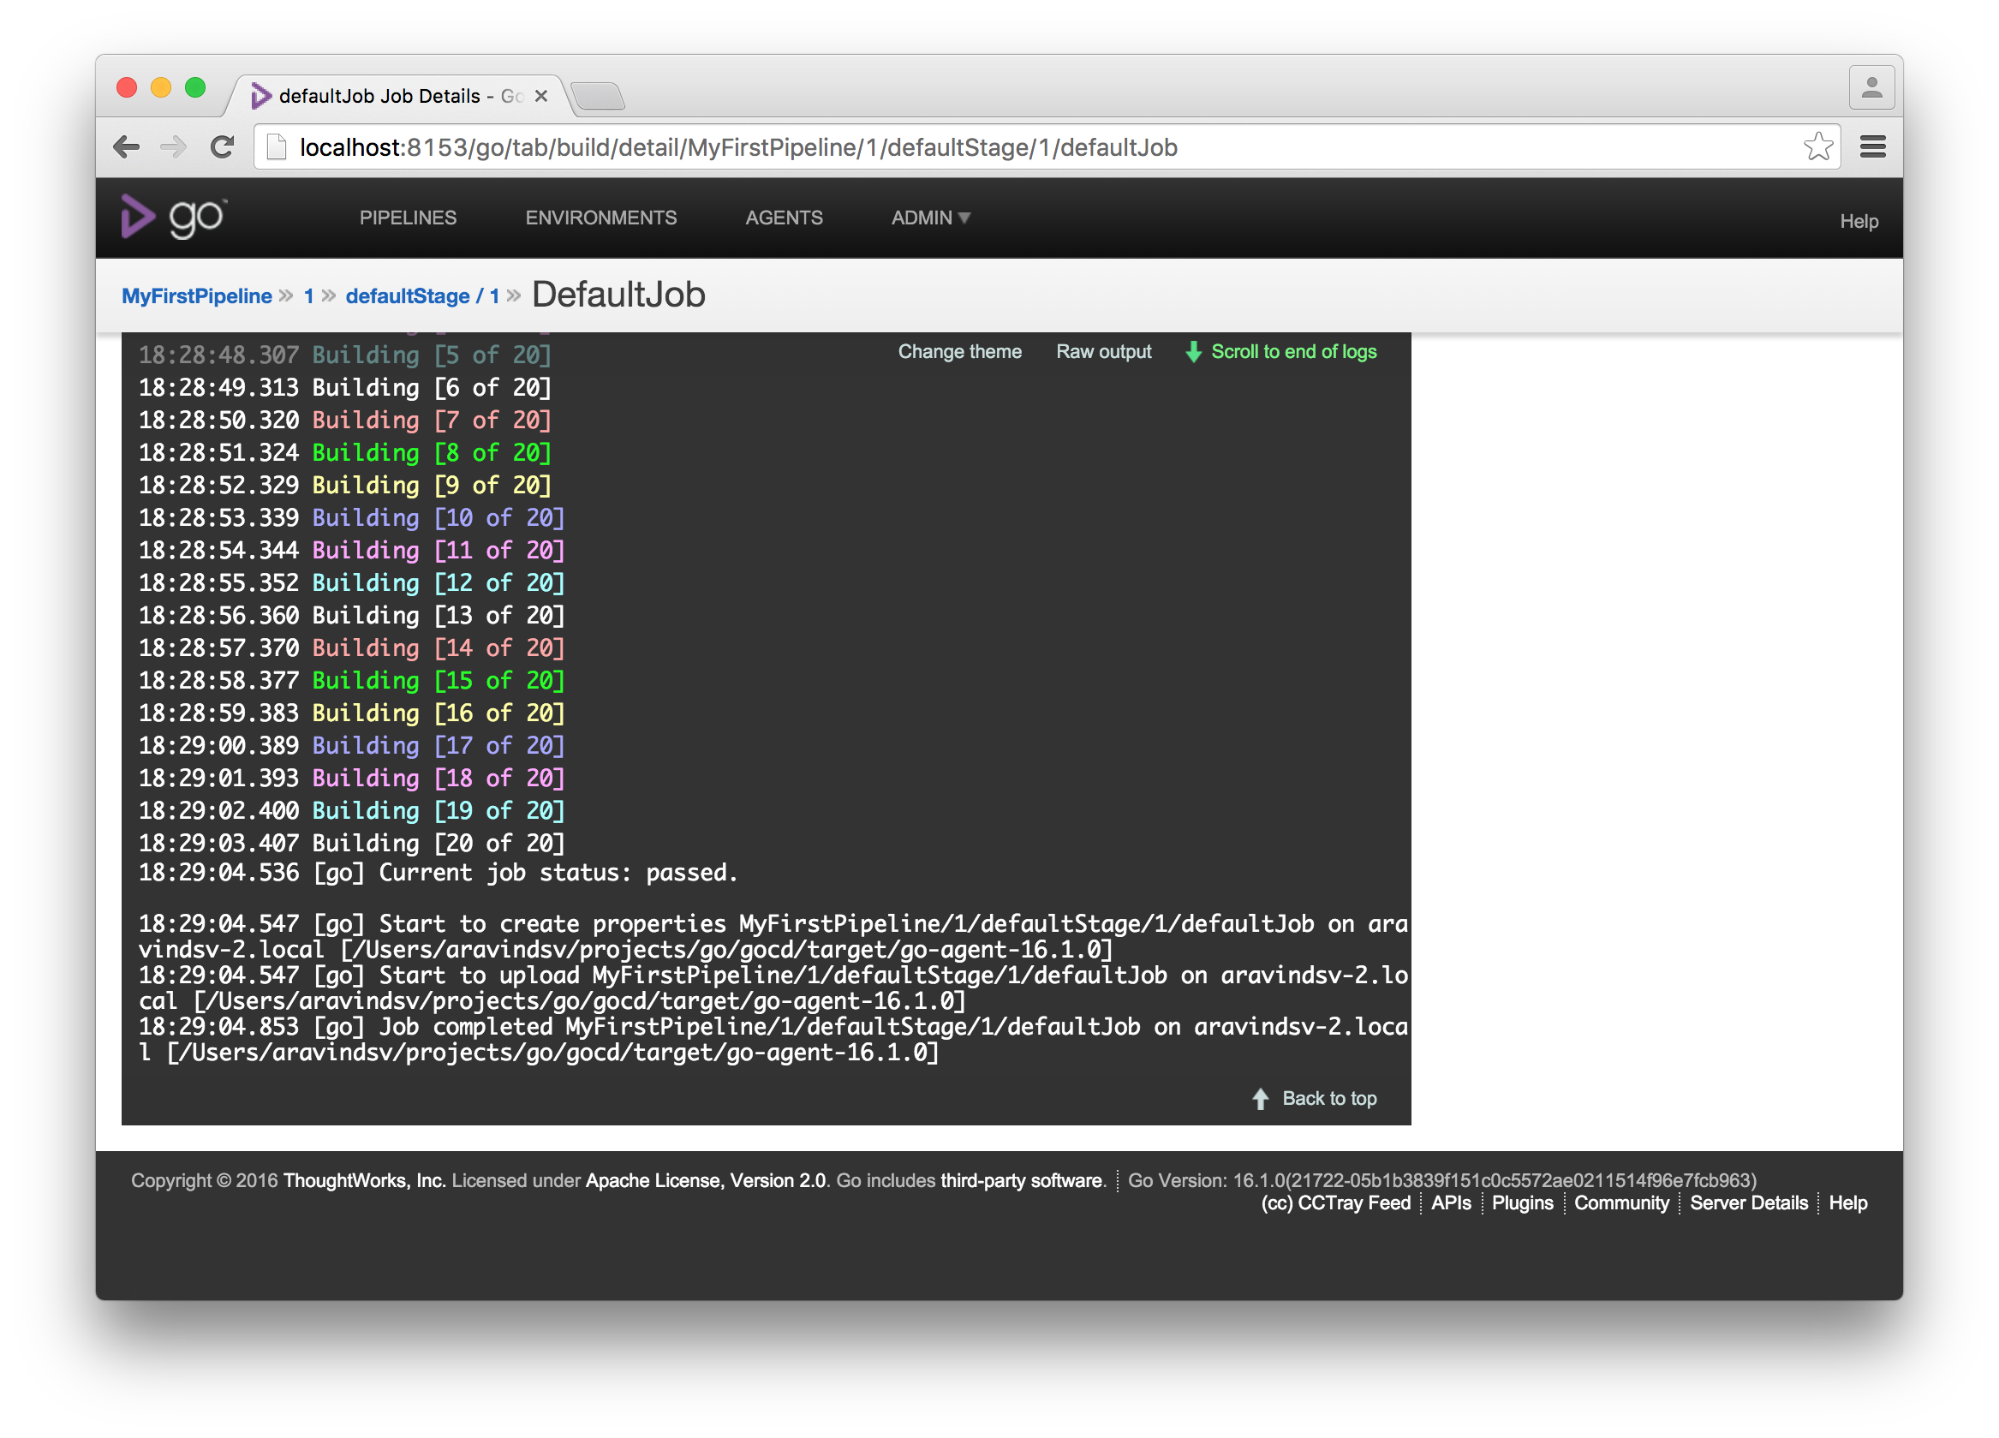 defaultJob Job Details - Go
localhost:8153/go/tab/build/detail/MyFirstPipeline/1/defaultStage/1/defaultJob
go™ PIPELINES ENVIRONMENTS AGENTS ADMIN Help
MyFirstPipeline » 1 » defaultStage / 1 » DefaultJob
Change theme Raw output Scroll to end of logs
18:28:48.307 Building [5 of 20]
18:28:49.313 Building [6 of 20]
18:28:50.320 Building [7 of 20]
18:28:51.324 Building [8 of 20]
18:28:52.329 Building [9 of 20]
18:28:53.339 Building [10 of 20]
18:28:54.344 Building [11 of 20]
18:28:55.352 Building [12 of 20]
18:28:56.360 Building [13 of 20]
18:28:57.370 Building [14 of 20]
18:28:58.377 Building [15 of 20]
18:28:59.383 Building [16 of 20]
18:29:00.389 Building [17 of 20]
18:29:01.393 Building [18 of 20]
18:29:02.400 Building [19 of 20]
18:29:03.407 Building [20 of 20]
18:29:04.536 [go] Current job status: passed.
18:29:04.547 [go] Start to create properties MyFirstPipeline/1/defaultStage/1/defaultJob on ara
vindsv-2.local [/Users/aravindsv/projects/go/gocd/target/go-agent-16.1.0]
18:29:04.547 [go] Start to upload MyFirstPipeline/1/defaultStage/1/defaultJob on aravindsv-2.lo
cal [/Users/aravindsv/projects/go/gocd/target/go-agent-16.1.0]
18:29:04.853 [go] Job completed MyFirstPipeline/1/defaultStage/1/defaultJob on aravindsv-2.loca
l [/Users/aravindsv/projects/go/gocd/target/go-agent-16.1.0]
Back to top
Copyright © 2016 ThoughtWorks, Inc. Licensed under Apache License, Version 2.0. Go includes third-party software. Go Version: 16.1.0(21722-05b1b3839f151c0c5572ae0211514f96e7fcb963)
(cc) CCTray Feed APIs Plugins Community Server Details Help